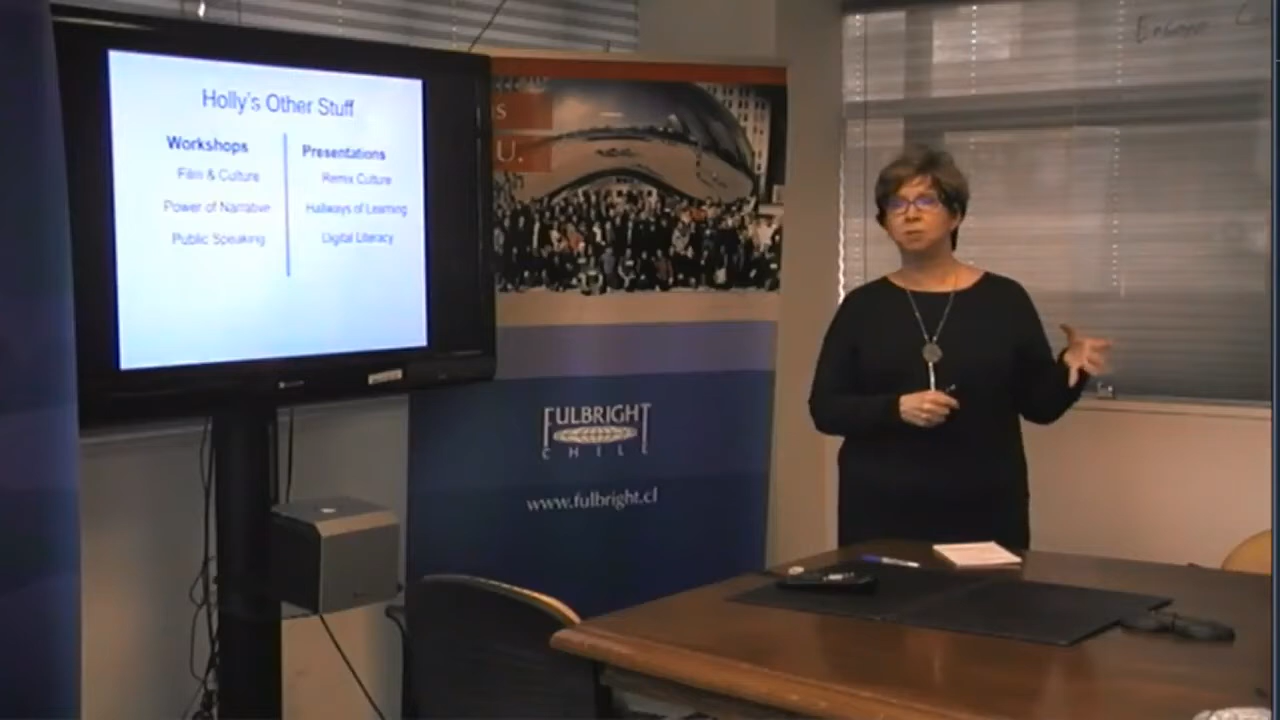 Holly's Other Stuff
Workshops
Film & Culture
Power of Narrative
Public Speaking
Presentations
Remix Culture
Hallways of Learning
Digital Literacy
U.
FULBRIGHT
CHILE
www.fulbright.cl